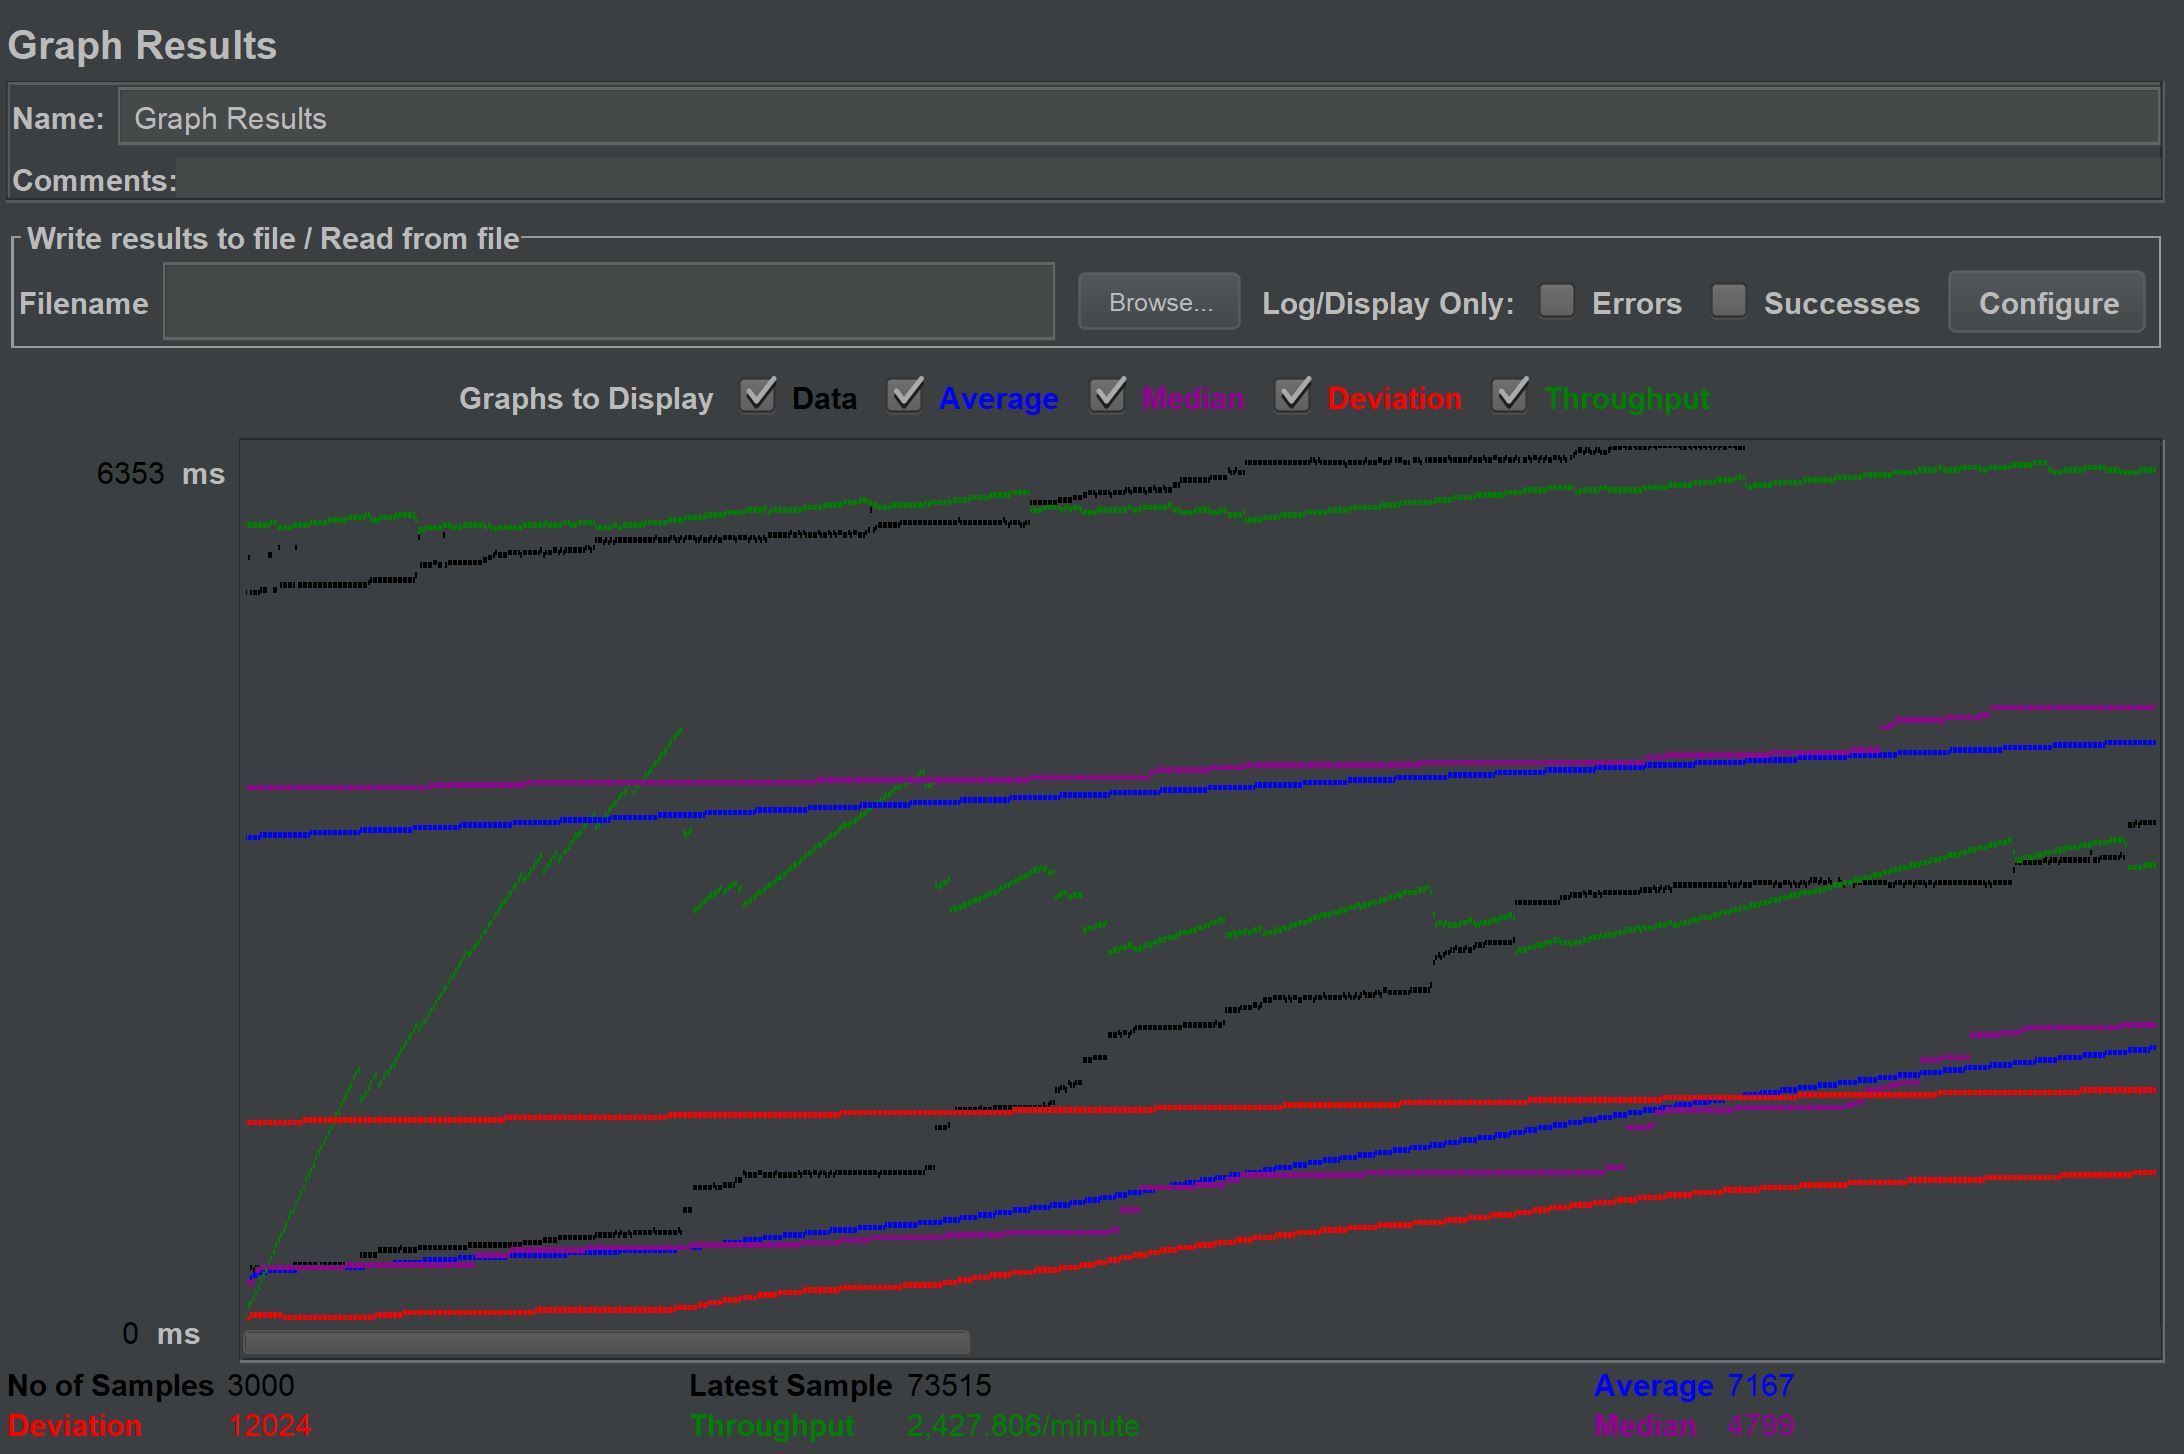 Graph Results
Name: Graph Results
Comments:
Write results to file / Read from file
Filename Browse... Log/Display Only: Errors Successes Configure
Graphs to Display Data Average Median Deviation Throughput
6353 ms
0 ms
No of Samples 3000 Latest Sample 73515 Average 7167
Deviation 12024 Throughput 2,427.806/minute Median 4799